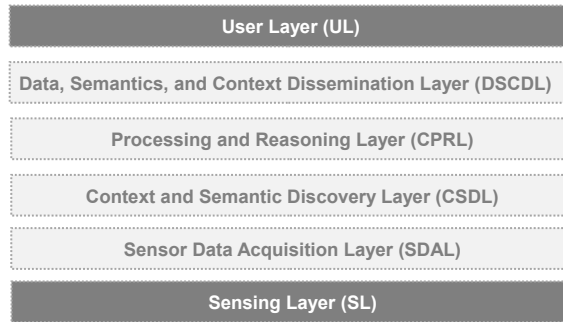 User Layer (UL)
Data, Semantics, and Context Dissemination Layer (DSCDL)
Processing and Reasoning Layer (CPRL)
Context and Semantic Discovery Layer (CSDL)
Sensor Data Acquisition Layer (SDAL)
Sensing Layer (SL)